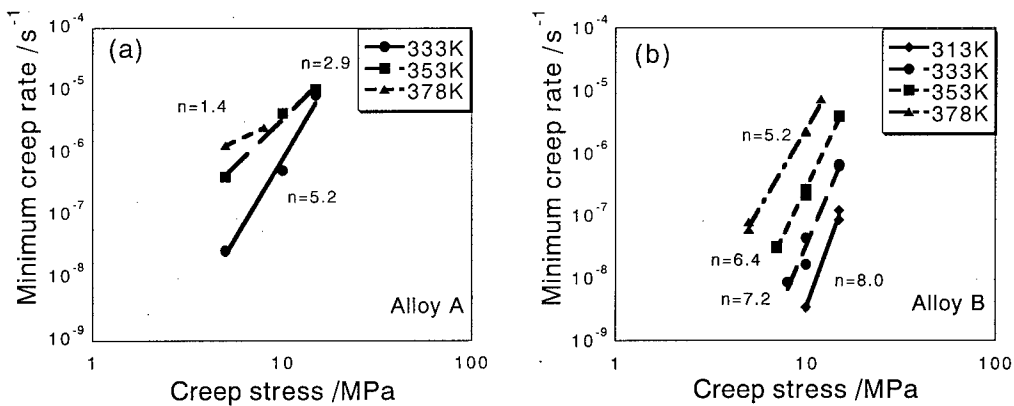 (a)
333K
353K
378K
n=2.9
n=1.4
n=5.2
Alloy A
10^-4
10^-5
10^-6
10^-7
10^-8
10^-9
1
10
100
Minimum creep rate /s^-1
Creep stress /MPa
(b)
313K
333K
353K
378K
n=5.2
n=6.4
n=7.2
n=8.0
Alloy B
10^-4
10^-5
10^-6
10^-7
10^-8
10^-9
1
10
100
Minimum creep rate /s^-1
Creep stress /MPa